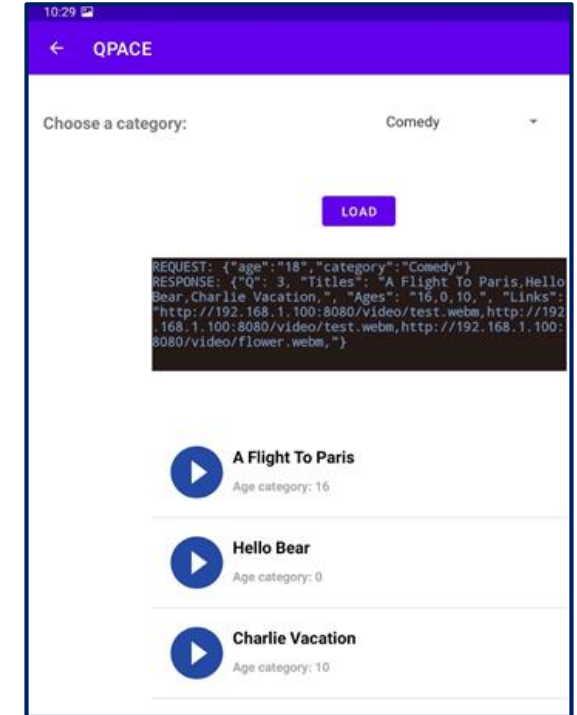 10:29
QPACE
Choose a category:
Comedy
LOAD
REQUEST: {"age":"18","category":"Comedy"}
RESPONSE: {"Q": 3, "Titles": "A Flight To Paris,Hello
Bear,Charlie Vacation,", "Ages": "16,0,10,", "Links":
"http://192.168.1.100:8080/video/test.webm,http://192
.168.1.100:8080/video/test.webm,http://192.168.1.100:
8080/video/flower.webm,"}
A Flight To Paris
Age category: 16
Hello Bear
Age category: 0
Charlie Vacation
Age category: 10